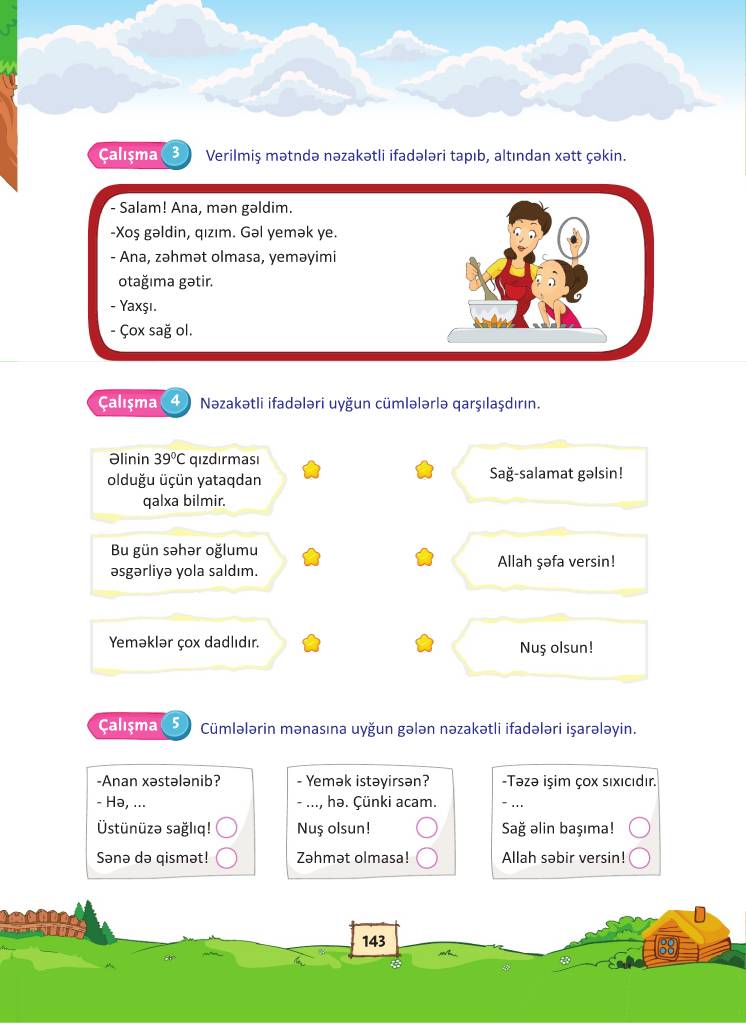 Çalışma 3 Verilmiş mətndə nəzakətli ifadələri tapıb, altından xətt çəkin.
- Salam! Ana, mən gəldim.
-Xoş gəldin, qızım. Gəl yemək ye.
- Ana, zəhmət olmasa, yeməyimi
otağıma gətir.
- Yaxşı.
- Çox sağ ol.
Çalışma 4 Nəzakətli ifadələri uyğun cümlələrlə qarşılaşdırın.
Əlinin 39⁰C qızdırması
olduğu üçün yataqdan
qalxa bilmir.
Sağ-salamat gəlsin!
Bu gün səhər oğlumu
əsgərliyə yola saldım.
Allah şəfa versin!
Yeməklər çox dadlıdır.
Nuş olsun!
Çalışma 5 Cümlələrin mənasına uyğun gələn nəzakətli ifadələri işarələyin.
-Anan xəstələnib?
- Hə, ...
Üstünüzə sağlıq!
Sənə də qismət!
- Yemək istəyirsən?
- ..., hə. Çünki acam.
Nuş olsun!
Zəhmət olmasa!
-Təzə işim çox sıxıcıdır.
- ...
Sağ əlin başıma!
Allah səbir versin!
143